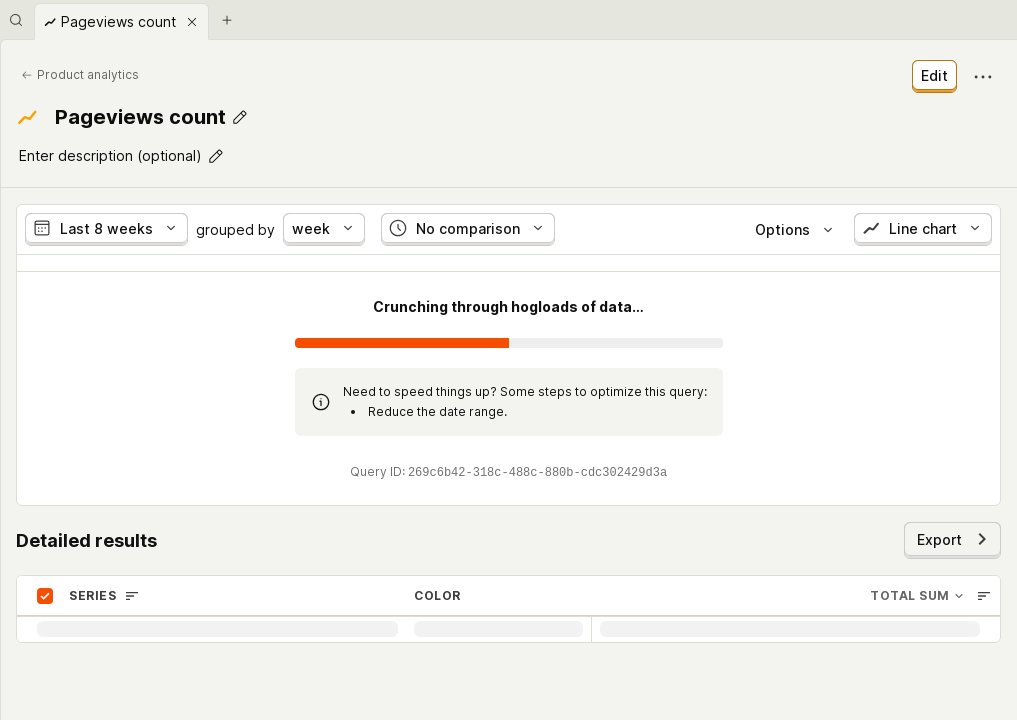 Pageviews count
Product analytics
Edit
Pageviews count
Enter description (optional)
Last 8 weeks grouped by week No comparison Options Line chart
Crunching through hogloads of data...
Need to speed things up? Some steps to optimize this query:
• Reduce the date range.
Query ID: 269c6b42-318c-488c-880b-cdc302429d3a
Detailed results
Export
SERIES COLOR TOTAL SUM